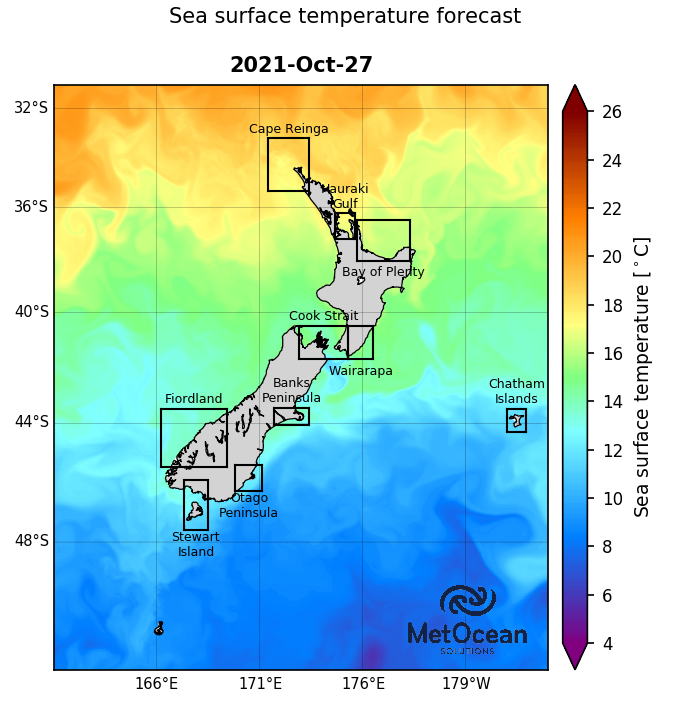 Sea surface temperature forecast
2021-Oct-27
32°S
36°S
40°S
44°S
48°S
166°E
171°E
176°E
179°W
Cape Reinga
Hauraki
Gulf
Bay of Plenty
Cook Strait
Wairarapa
Banks
Peninsula
Fiordland
Chatham
Islands
Otago
Peninsula
Stewart
Island
MetOcean
SOLUTIONS
26
24
22
20
18
16
14
12
10
8
6
4
Sea surface temperature [°C]